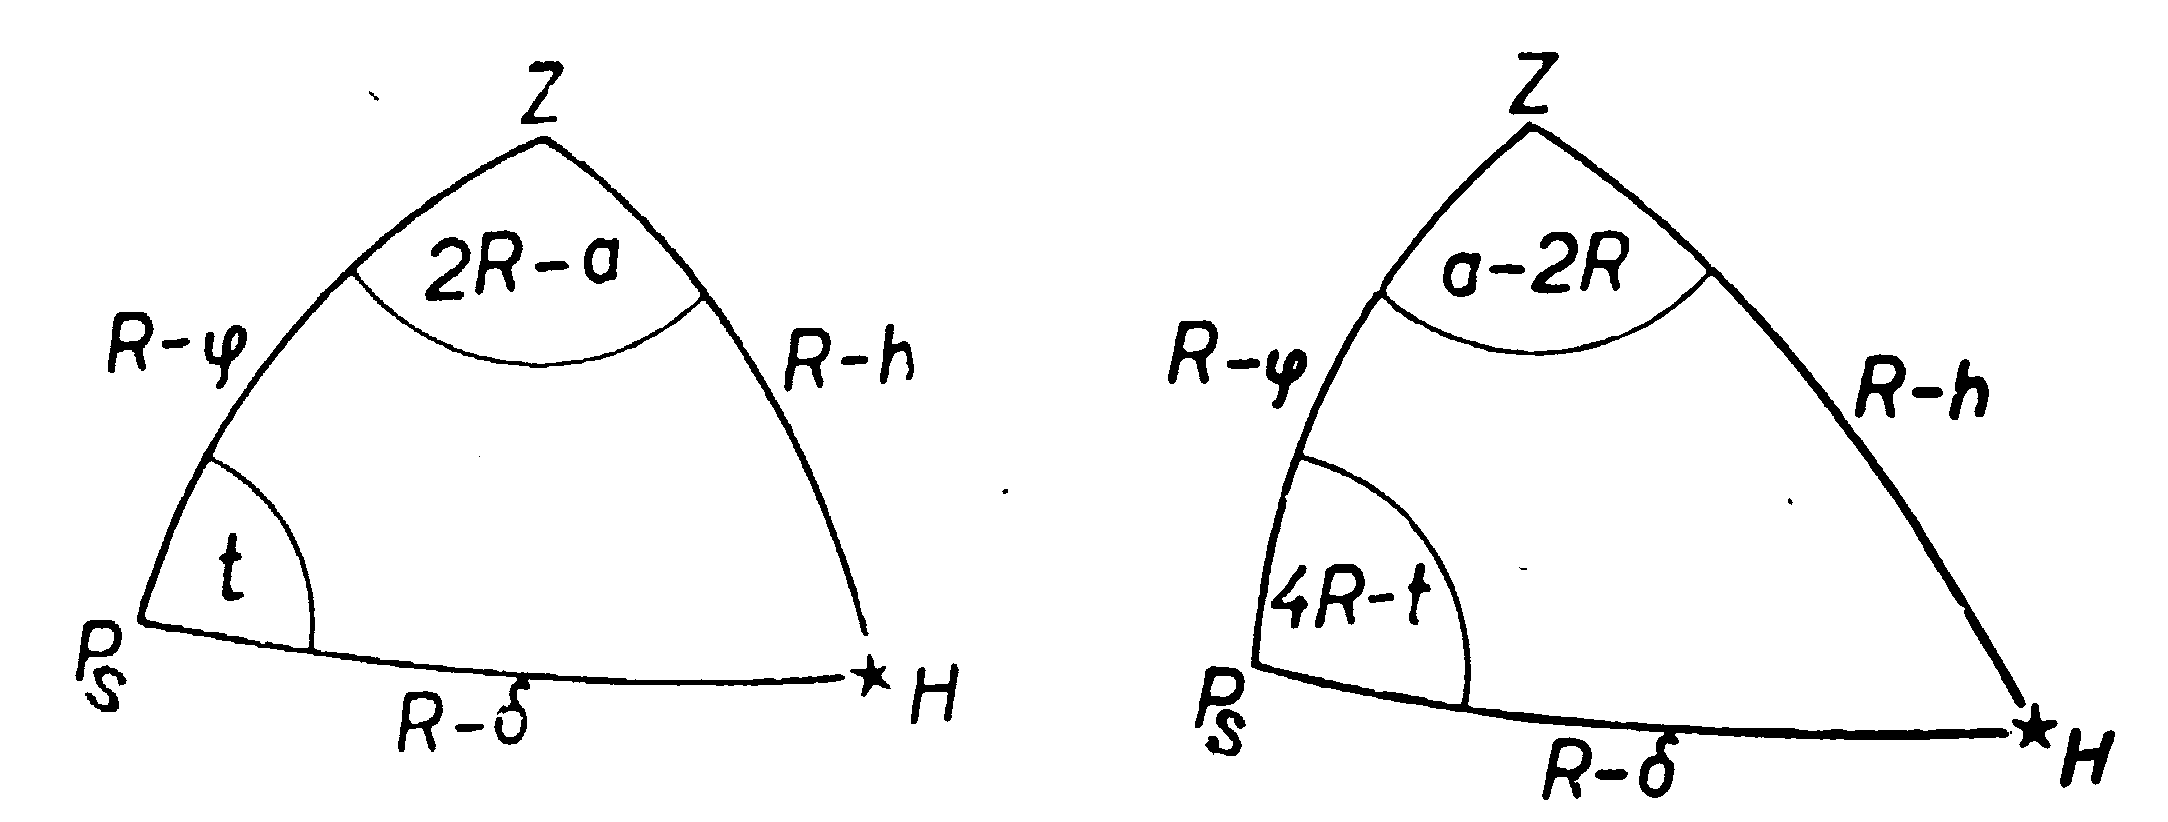 Z
2R-a
R-φ
R-h
t
Ps
H
R-δ
Z
a-2R
R-φ
R-h
4R-t
Ps
H
R-δ